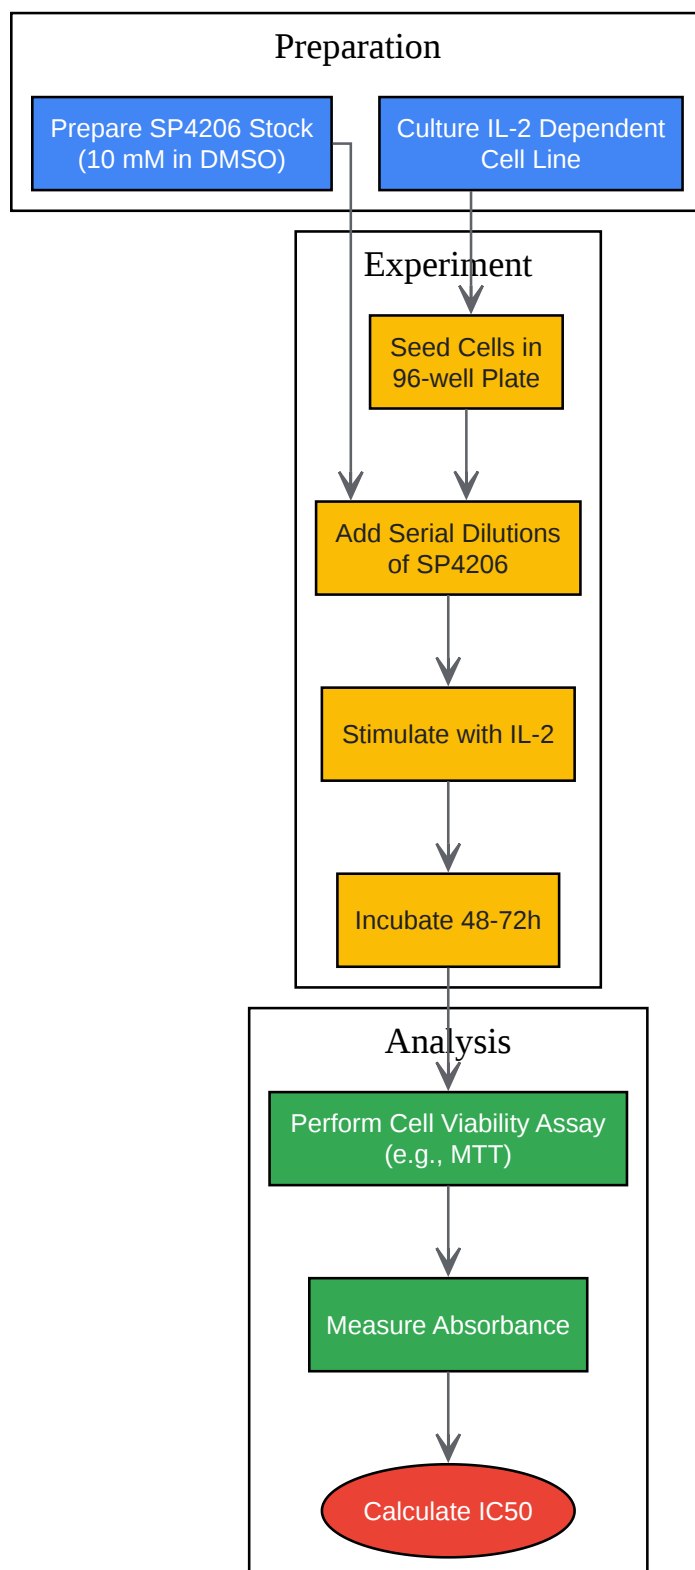 Preparation
Prepare SP4206 Stock
(10 mM in DMSO)
Culture IL-2 Dependent
Cell Line
Experiment
Seed Cells in
96-well Plate
Add Serial Dilutions
of SP4206
Stimulate with IL-2
Incubate 48-72h
Analysis
Perform Cell Viability Assay
(e.g., MTT)
Measure Absorbance
Calculate IC50